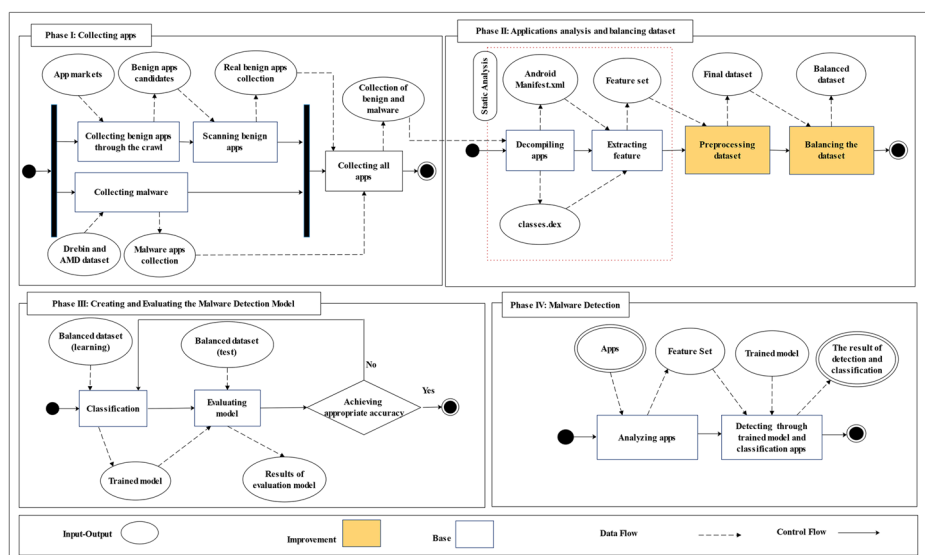 Phase I: Collecting apps
App markets
Benign apps
candidates
Real benign apps
collection
Collection of
benign and
malware
Collecting benign apps
through the crawl
Scanning benign
apps
Collecting all
apps
Collecting malware
Drebin and
AMD dataset
Malware apps
collection
Phase II: Applications analysis and balancing dataset
Static Analysis
Android
Manifest.xml
Feature set
Final dataset
Balanced
dataset
Decompiling
apps
Extracting
feature
Preprocessing
dataset
Balancing the
dataset
classes.dex
Phase III: Creating and Evaluating the Malware Detection Model
Balanced dataset
(learning)
Balanced dataset
(test)
No
Yes
Classification
Evaluating
model
Achieving
appropriate accuracy
Trained model
Results of
evaluation model
Phase IV: Malware Detection
Apps
Feature Set
Trained model
The result of
detection and
classification
Analyzing apps
Detecting through
trained model and
classification apps
Input-Output
Improvement
Base
Data Flow
Control Flow